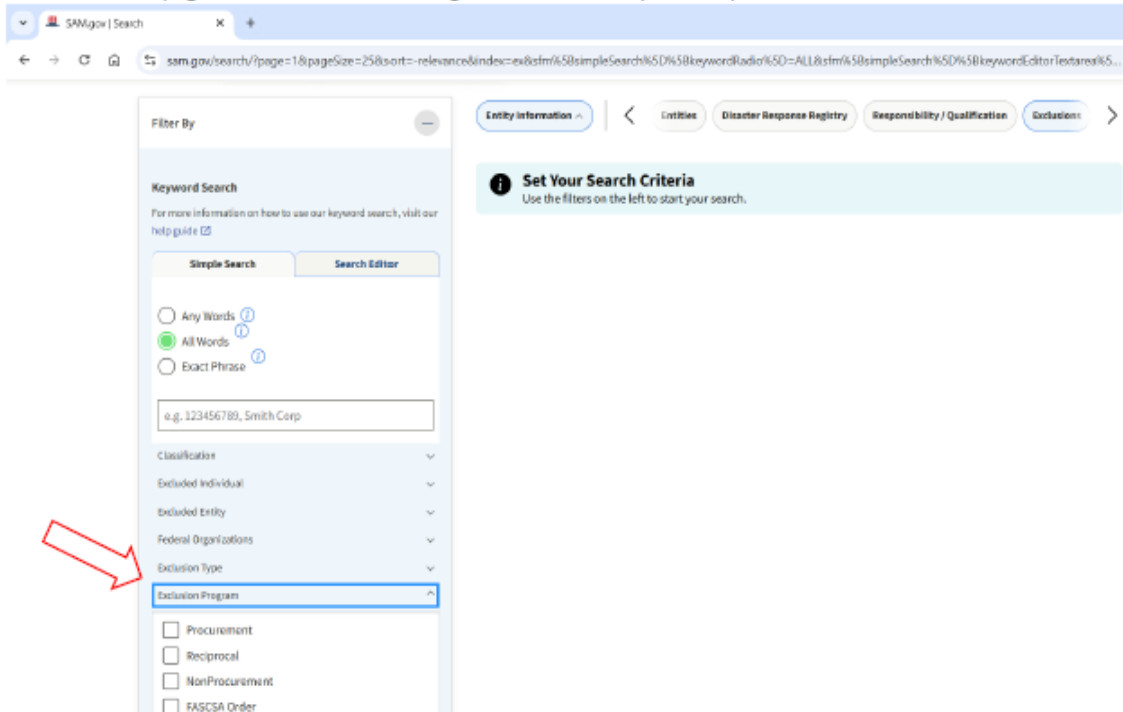 SAM.gov | Search
sam.gov/search/?page=1&pageSize=25&sort=-relevance&index=ex&sfm%5BsimpleSearch%5D%5BkeywordRadio%5D=ALL&sfm%5BsimpleSearch%5D%5BkeywordEditorTextarea%5...
Filter By
Entity Information
Entities
Disaster Response Registry
Responsibility / Qualification
Exclusions
Set Your Search Criteria
Use the filters on the left to start your search.
Keyword Search
For more information on how to use our keyword search, visit our
help guide
Simple Search
Search Editor
Any Words
All Words
Exact Phrase
e.g. 123456789, Smith Corp
Classification
Excluded Individual
Excluded Entity
Federal Organizations
Exclusion Type
Exclusion Program
Procurement
Reciprocal
NonProcurement
FASCSA Order